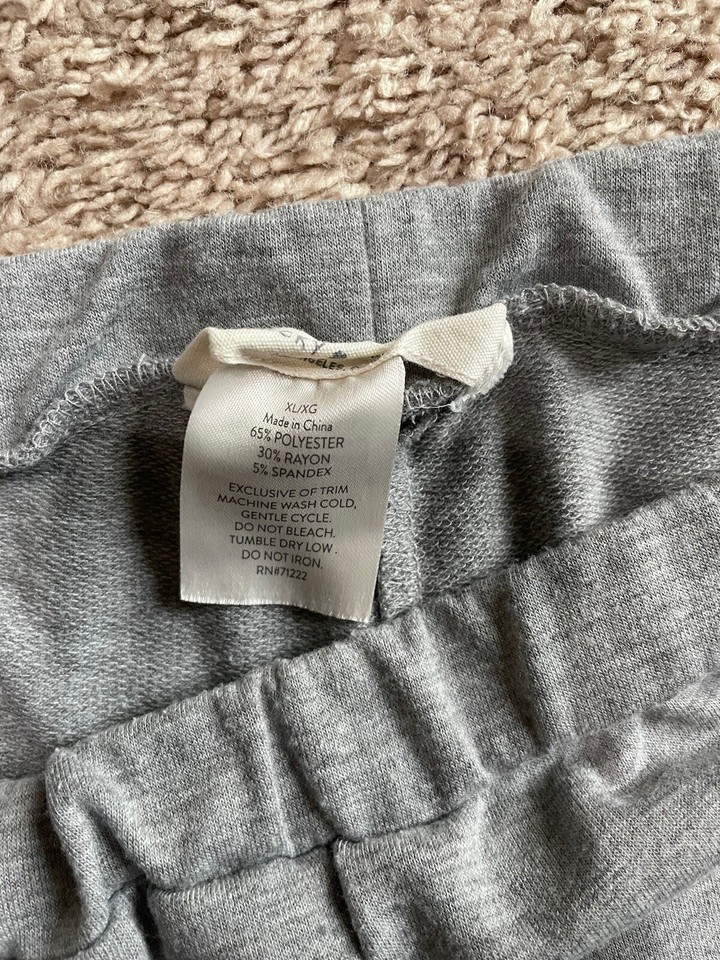 XL/XG
Made in China
65% POLYESTER
30% RAYON
5% SPANDEX
EXCLUSIVE OF TRIM
MACHINE WASH COLD,
GENTLE CYCLE.
DO NOT BLEACH.
TUMBLE DRY LOW.
DO NOT IRON.
RN#71222